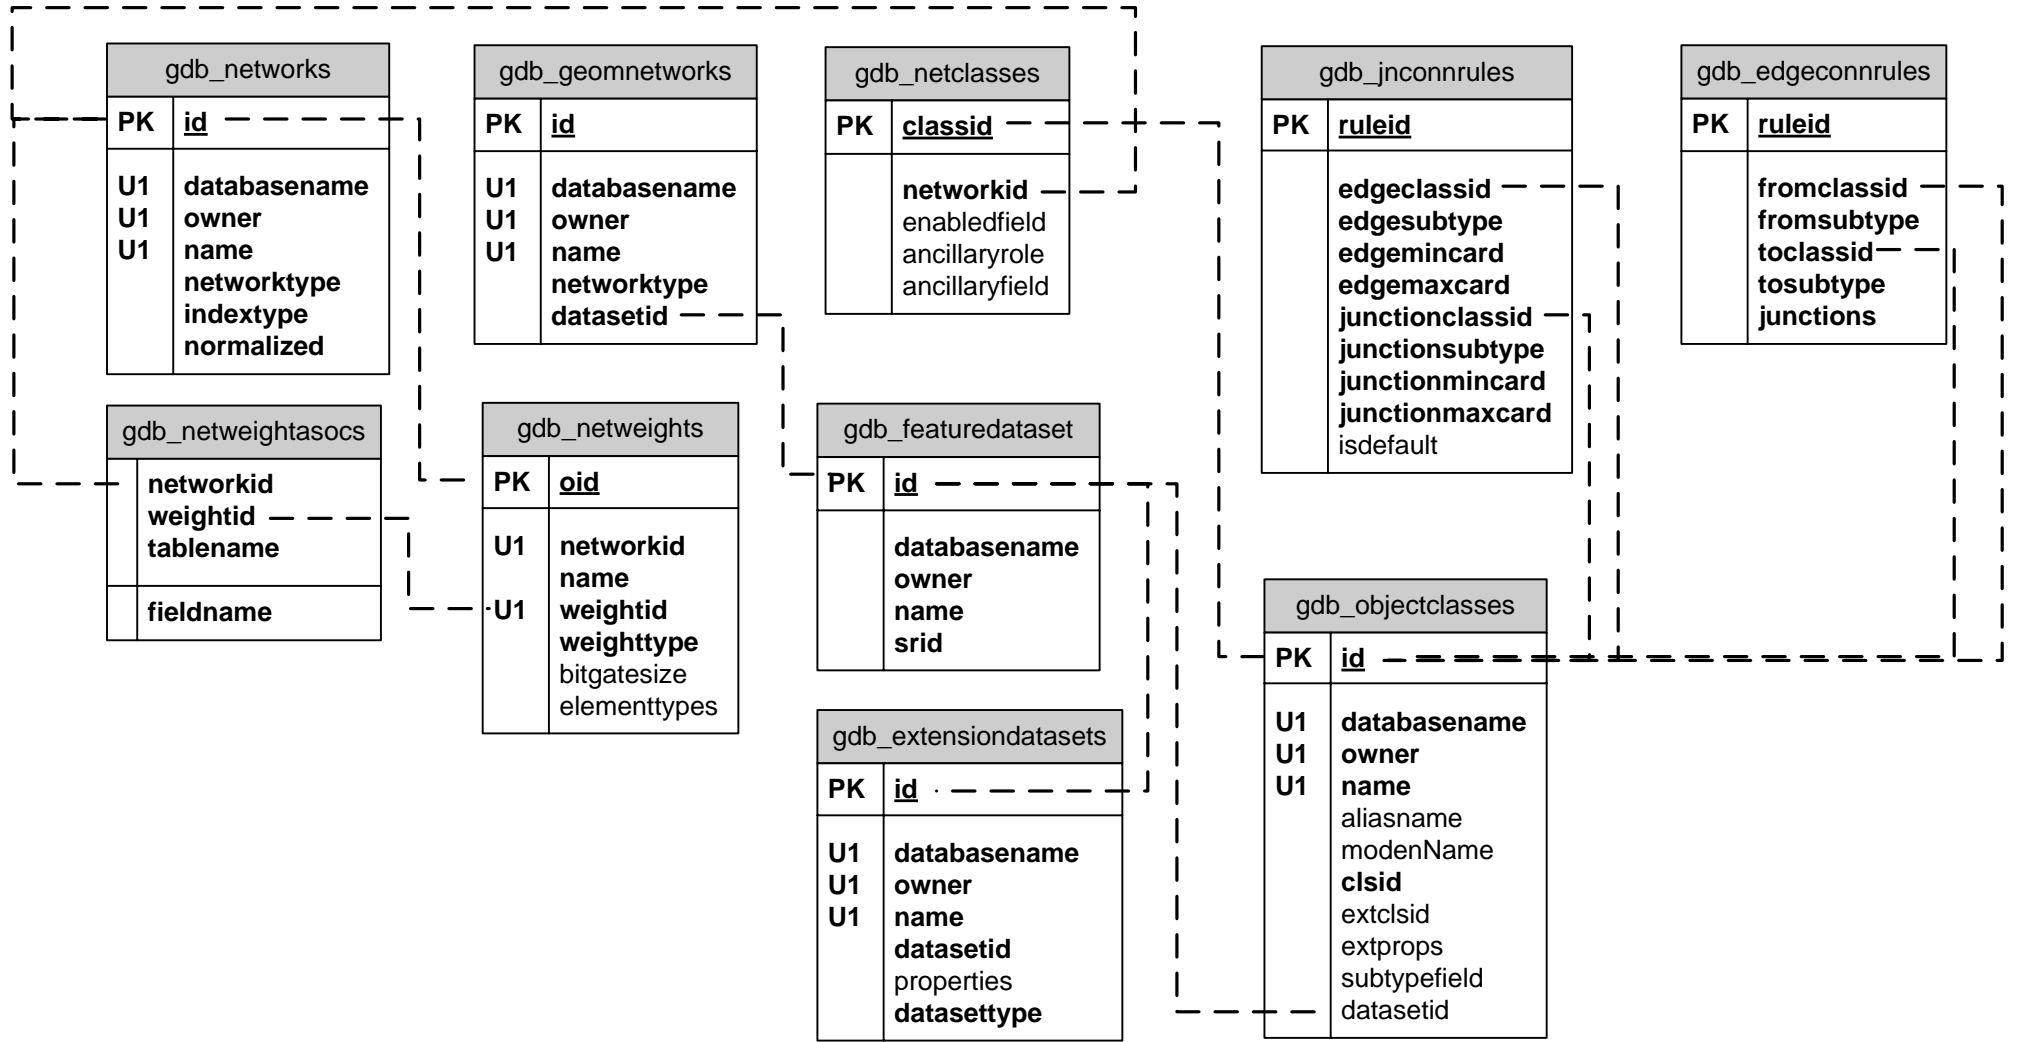 gdb_networks
PK id
U1 databasename
U1 owner
U1 name
networktype
indextype
normalized
gdb_geomnetworks
PK id
U1 databasename
U1 owner
U1 name
networktype
datasetid
gdb_netclasses
PK classid
networkid
enabledfield
ancillaryrole
ancillaryfield
gdb_jnconnrules
PK ruleid
edgeclassid
edgesubtype
edgemincard
edgemaxcard
junctionclassid
junctionsubtype
junctionmincard
junctionmaxcard
isdefault
gdb_edgeconnrules
PK ruleid
fromclassid
fromsubtype
toclassid
tosubtype
junctions
gdb_netweightasocs
networkid
weightid
tablename
fieldname
gdb_netweights
PK oid
U1 networkid
name
U1 weightid
weighttype
bitgatesize
elementtypes
gdb_featuredataset
PK id
databasename
owner
name
srid
gdb_extensiondatasets
PK id
U1 databasename
U1 owner
U1 name
datasetid
properties
datasettype
gdb_objectclasses
PK id
U1 databasename
U1 owner
U1 name
aliasname
modenName
clsid
extclsid
extprops
subtypefield
datasetid